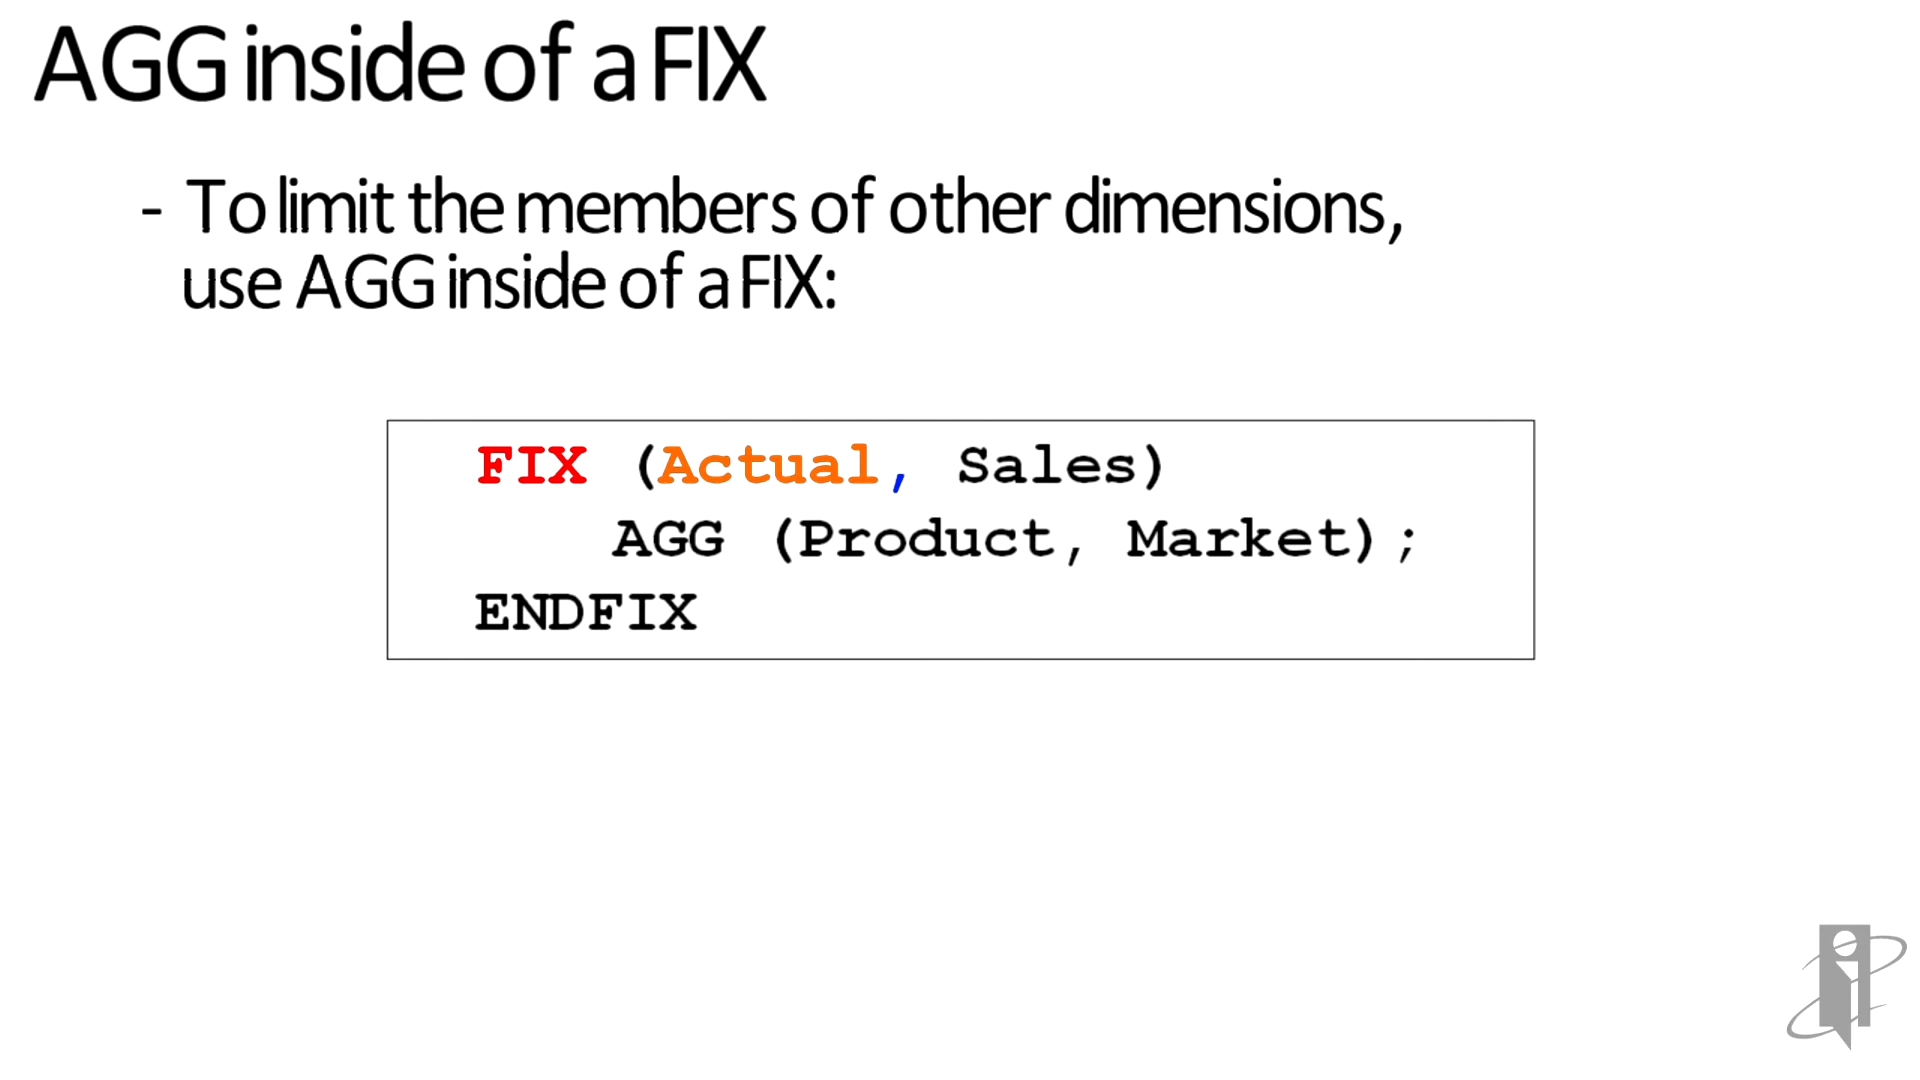 AGG inside of a FIX
- To limit the members of other dimensions,
use AGG inside of a FIX:
FIX (Actual, Sales)
AGG (Product, Market);
ENDFIX